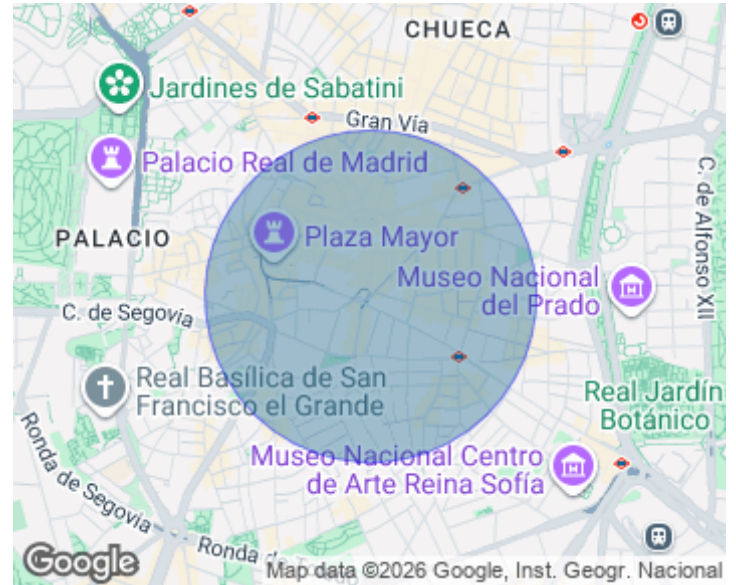 CHUECA
Jardines de Sabatini
Gran Vía
Palacio Real de Madrid
C. de Alfonso XII
PALACIO
Plaza Mayor
Museo Nacional
del Prado
C. de Segovia
Real Basílica de San
Francisco el Grande
Real Jardín
Botánico
Museo Nacional Centro
de Arte Reina Sofía
Ronda de Segovia
Ronda de
Google
Map data ©2026 Google, Inst. Geogr. Nacional